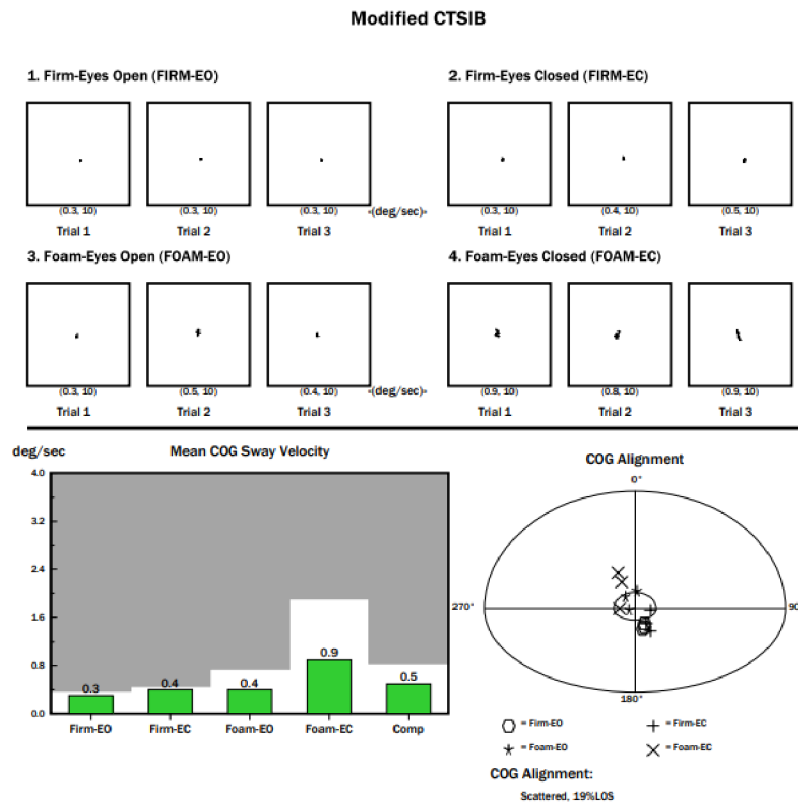 Modified CTSIB
1. Firm-Eyes Open (FIRM-EO)
2. Firm-Eyes Closed (FIRM-EC)
(0.3, 10) (0.3, 10) (0.3, 10) -(deg/sec)- (0.3, 10) (0.4, 10) (0.5, 10)
Trial 1 Trial 2 Trial 3 Trial 1 Trial 2 Trial 3
3. Foam-Eyes Open (FOAM-EO)
4. Foam-Eyes Closed (FOAM-EC)
(0.3, 10) (0.5, 10) (0.4, 10) -(deg/sec)- (0.9, 10) (0.8, 10) (0.9, 10)
Trial 1 Trial 2 Trial 3 Trial 1 Trial 2 Trial 3
deg/sec
Mean COG Sway Velocity
4.0
3.2
2.4
1.6
0.8
0.0
0.3 0.4 0.4 0.9 0.5
Firm-EO Firm-EC Foam-EO Foam-EC Comp
COG Alignment
0°
270° 90
180°
= Firm-EO = Firm-EC
= Foam-EO = Foam-EC
COG Alignment:
Scattered, 19%LOS